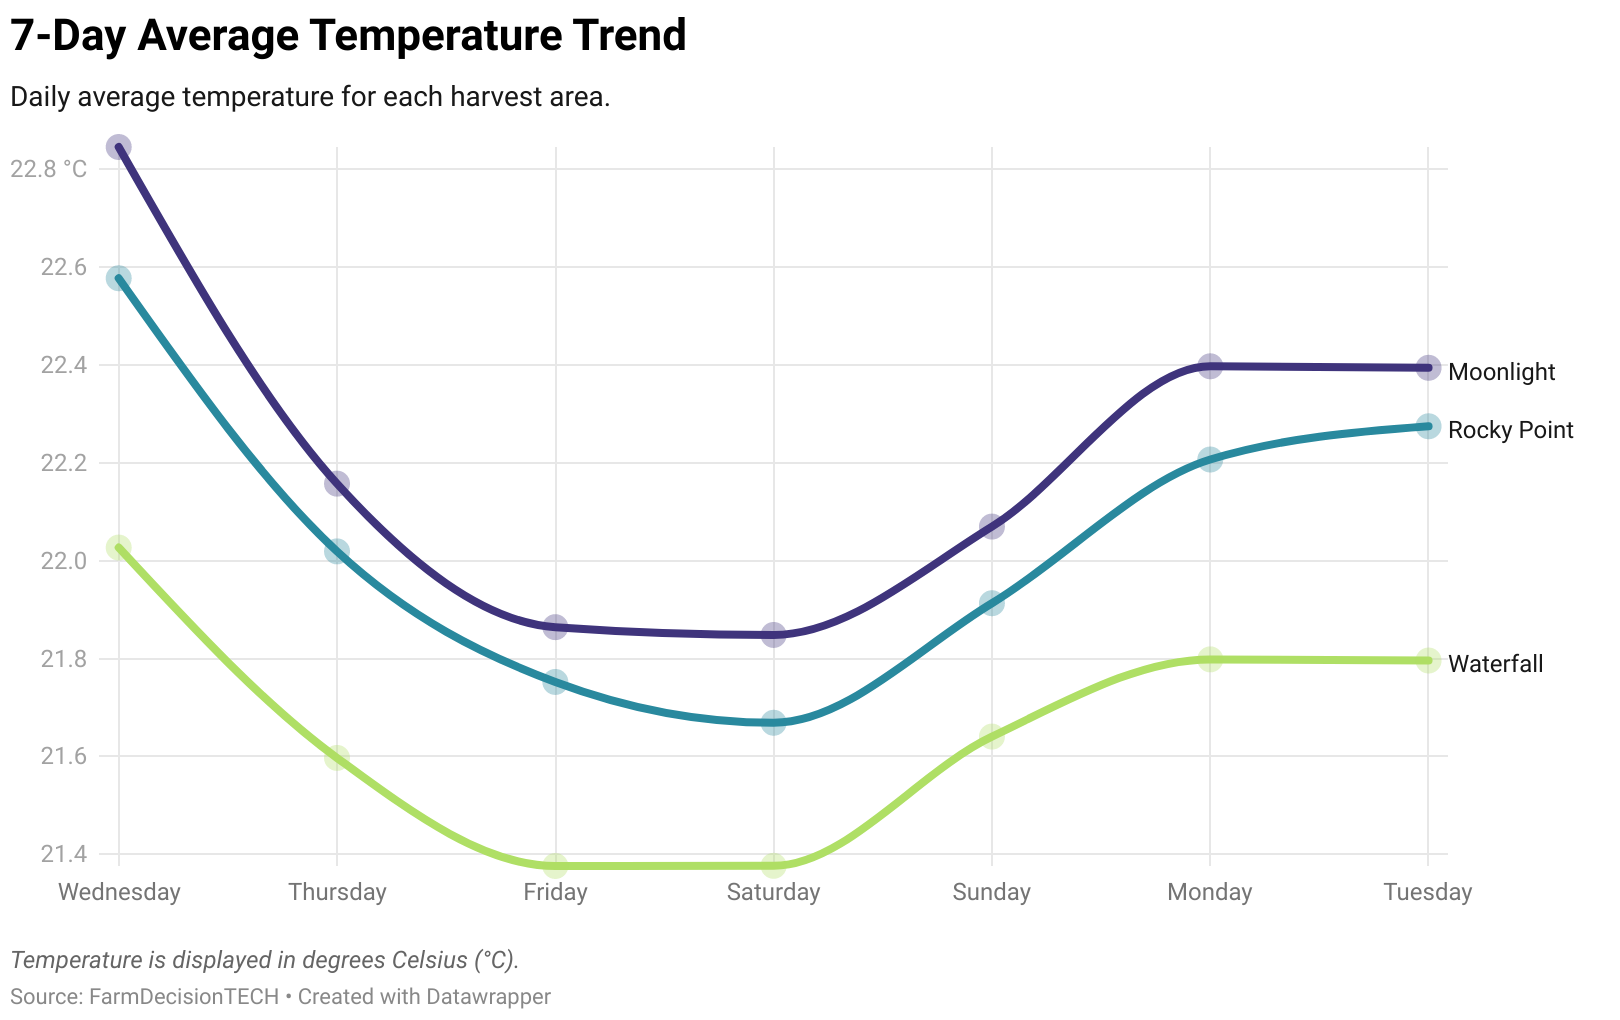 7-Day Average Temperature Trend
Daily average temperature for each harvest area.
22.8 °C
22.6
22.4
Moonlight
Rocky Point
22.2
22.0
21.8
Waterfall
21.6
21.4
Wednesday Thursday Friday Saturday Sunday Monday Tuesday
Temperature is displayed in degrees Celsius (°C).
Source: FarmDecisionTECH • Created with Datawrapper